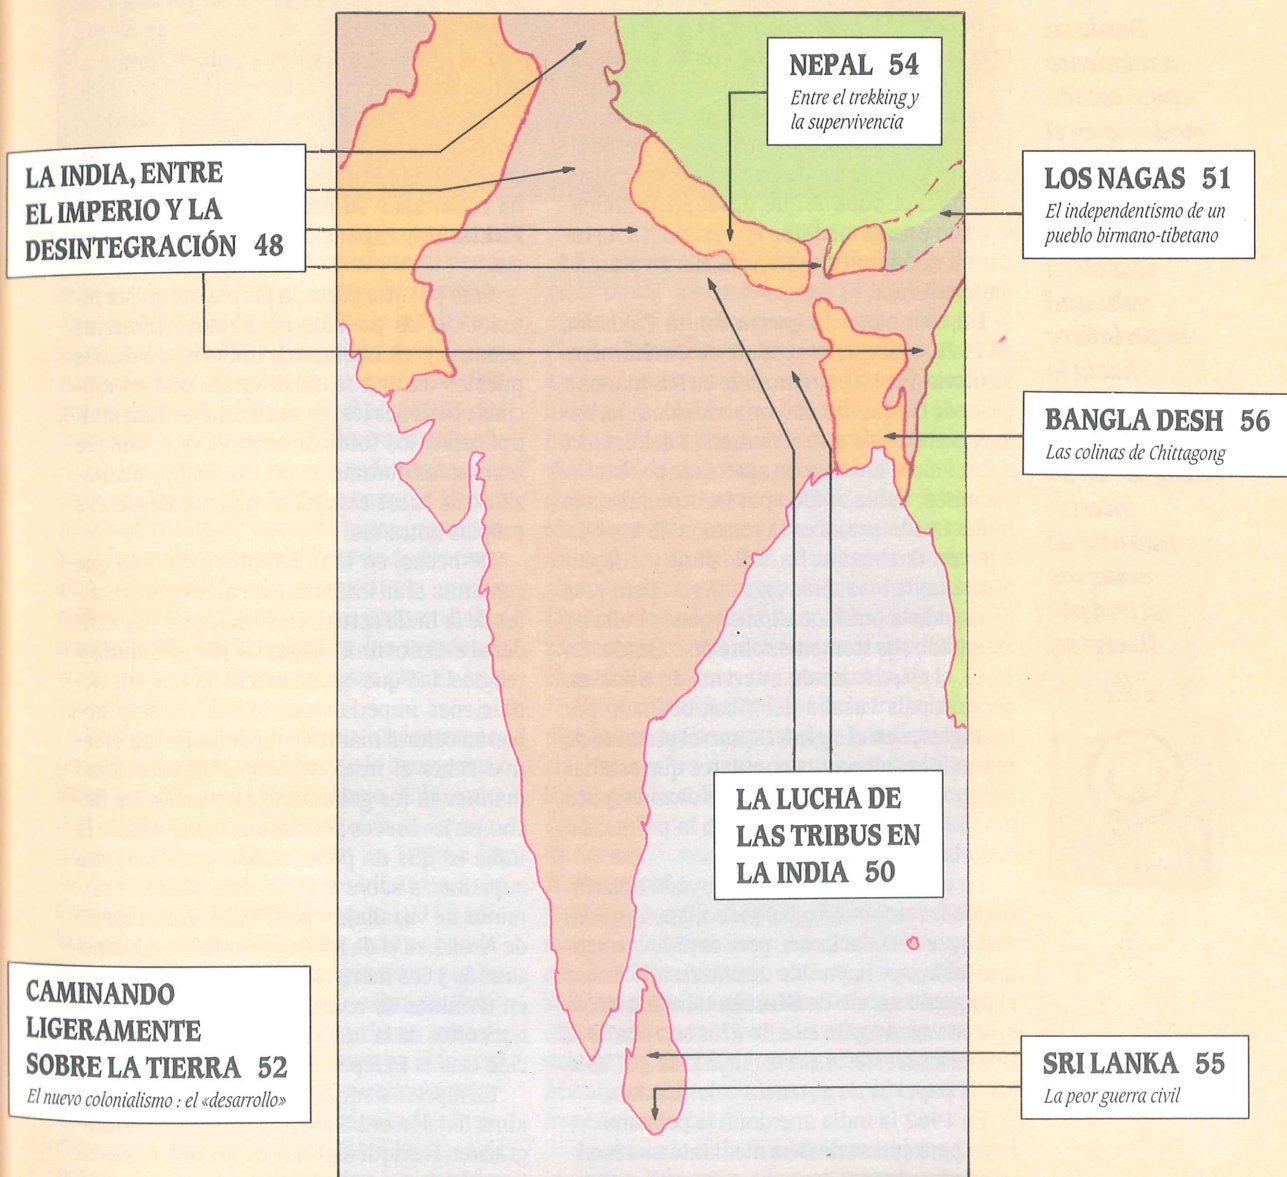 NEPAL 54
Entre el trekking y
la supervivencia
LA INDIA, ENTRE
EL IMPERIO Y LA
DESINTEGRACIÓN 48
LOS NAGAS 51
El independentismo de un
pueblo birmano-tibetano
BANGLA DESH 56
Las colinas de Chittagong
LA LUCHA DE
LAS TRIBUS EN
LA INDIA 50
CAMINANDO
LIGERAMENTE
SOBRE LA TIERRA 52
El nuevo colonialismo : el «desarrollo»
SRI LANKA 55
La peor guerra civil